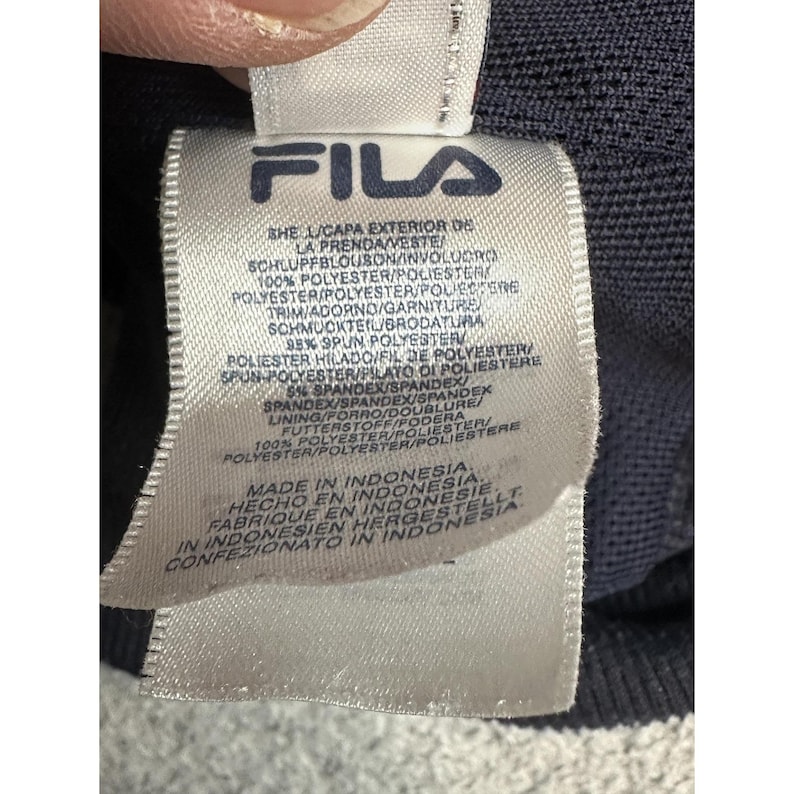 FILA
SHE L/CAPA EXTERIOR DE
LA PRENDA/VESTE/
SCHLUPFBLOUSON/INVOLUCRO
100% POLYESTER/POLIESTER/
POLYESTER/POLYESTER/POLIESTERE
TRIM/ADORNO/GARNITURE/
SCHMUCKTEIL/BRODATURA
95% SPUN POLYESTER/
POLIESTER HILADO/FIL DE POLYESTER/
SPUN-POLYESTER/FILATO DI POLIESTERE
5% SPANDEX/SPANDEX/
SPANDEX/SPANDEX/SPANDEX
LINING/FORRO/DOUBLURE/
FUTTERSTOFF/FODERA
100% POLYESTER/POLIESTER/
POLYESTER/POLYESTER/POLIESTERE
MADE IN INDONESIA.
HECHO EN INDONESIA.
FABRIQUE EN INDONESIE.
IN INDONESIEN HERGESTELLT.
CONFEZIONATO IN INDONESIA.